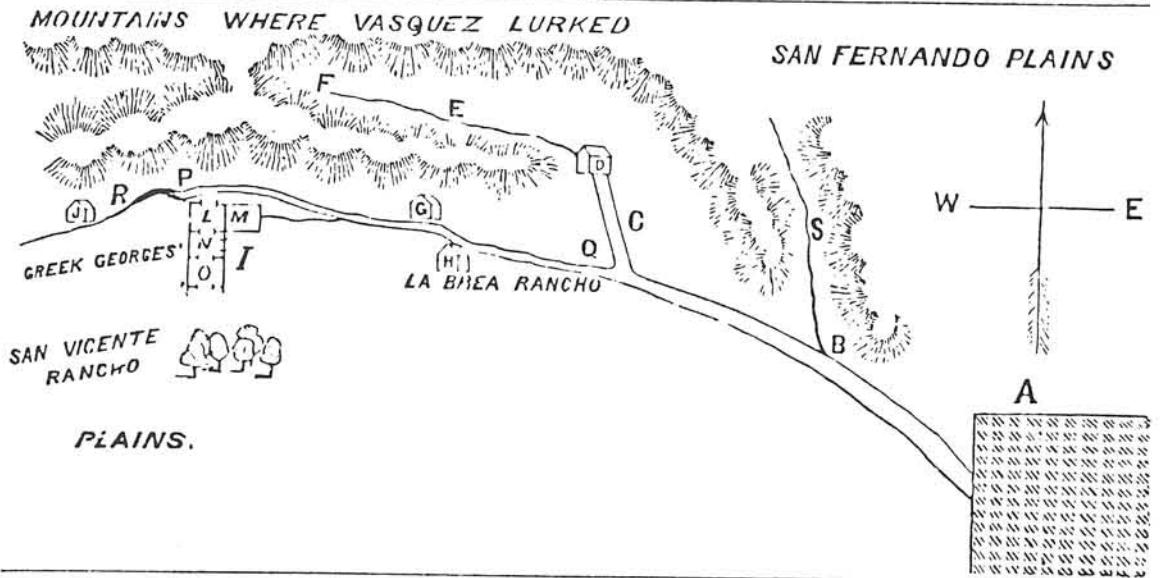 MOUNTAINS WHERE VASQUEZ LURKED
SAN FERNANDO PLAINS
F
E
D
P
R
J
L
M
G
C
W
E
S
N
I
Q
GREEK GEORGES'
O
H
LA BREA RANCHO
B
SAN VICENTE
RANCHO
A
PLAINS.